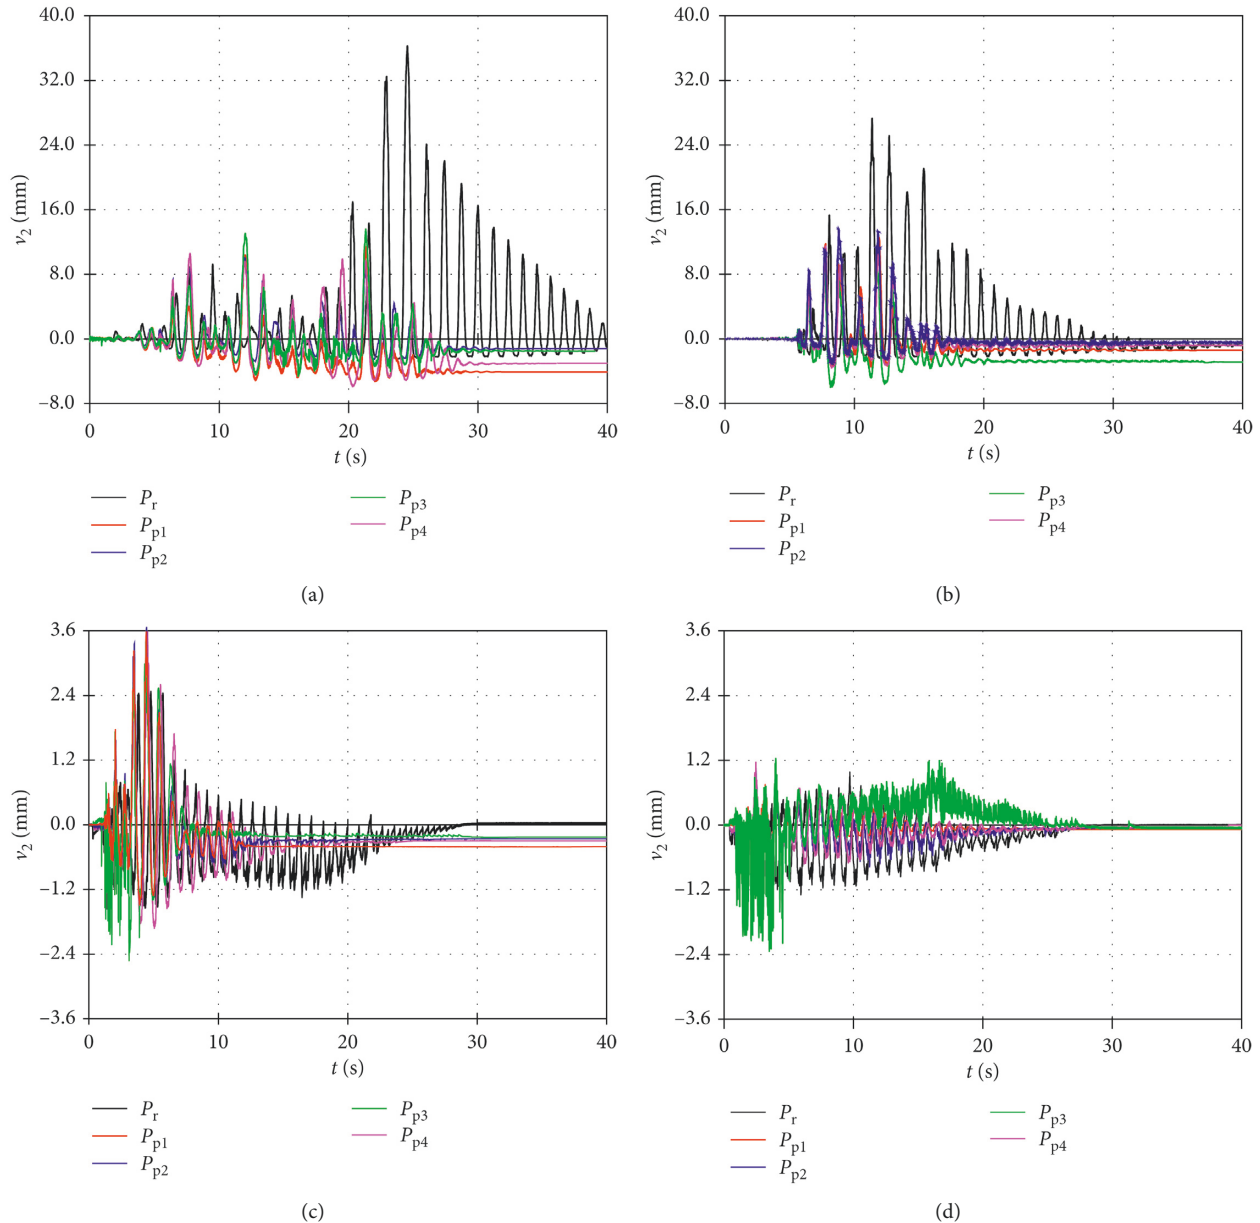 40.0
32.0
24.0
16.0
8.0
0.0
–8.0
v2 (mm)
0 10 20 30 40
t (s)
Pr
Pp1
Pp2
Pp3
Pp4
(a)
40.0
32.0
24.0
16.0
8.0
0.0
–8.0
v2 (mm)
0 10 20 30 40
t (s)
Pr
Pp1
Pp2
Pp3
Pp4
(b)
3.6
2.4
1.2
0.0
–1.2
–2.4
–3.6
v2 (mm)
0 10 20 30 40
t (s)
Pr
Pp1
Pp2
Pp3
Pp4
(c)
3.6
2.4
1.2
0.0
–1.2
–2.4
–3.6
v2 (mm)
0 10 20 30 40
t (s)
Pr
Pp1
Pp2
Pp3
Pp4
(d)